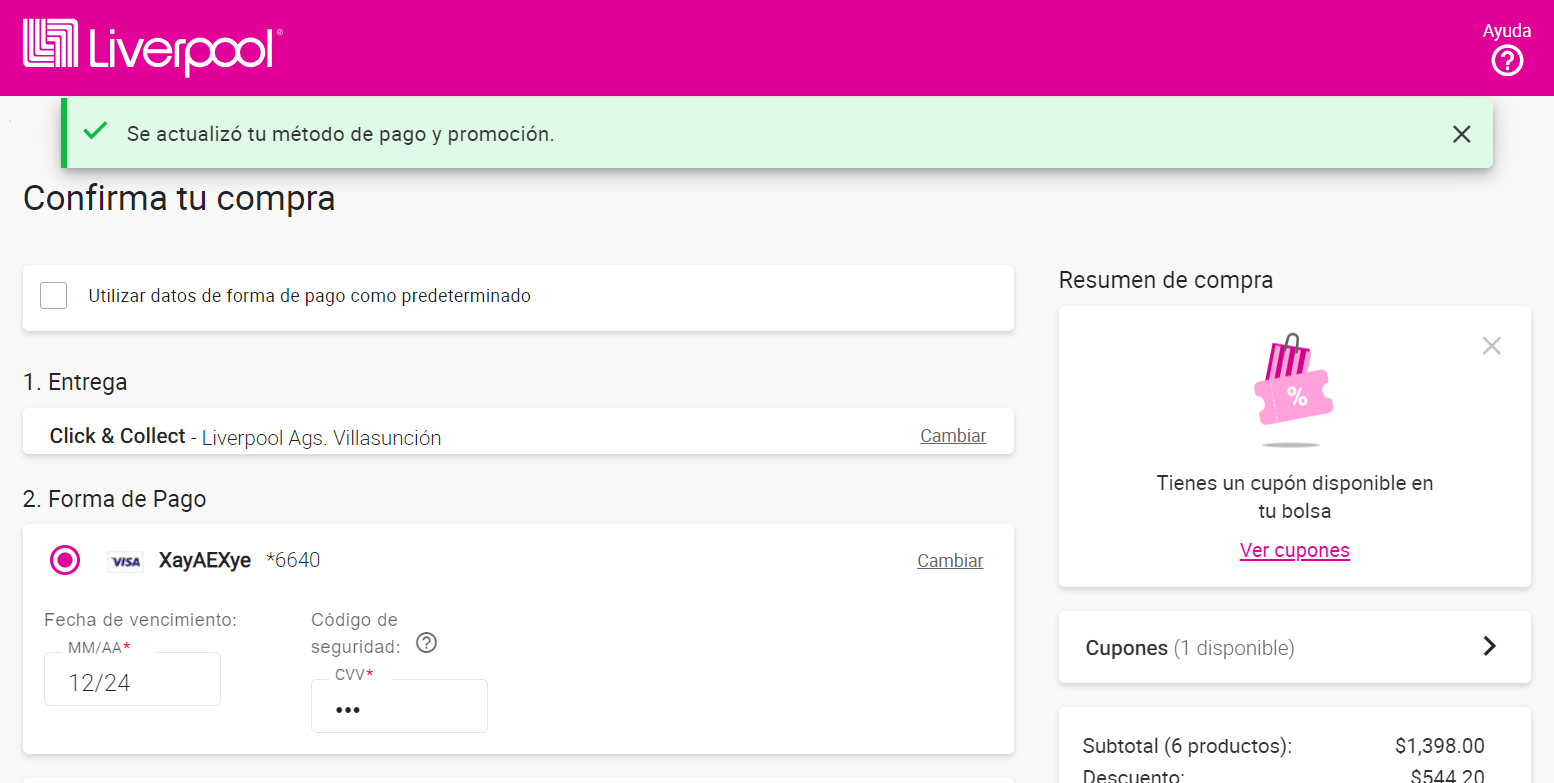 Liverpool®
Ayuda
?
Se actualizó tu método de pago y promoción.
Confirma tu compra
Utilizar datos de forma de pago como predeterminado
1. Entrega
Click & Collect - Liverpool Ags. Villasunción Cambiar
2. Forma de Pago
VISA XayAEXye *6640 Cambiar
Fecha de vencimiento:
MM/AA*
12/24
Código de
seguridad: ?
CVV*
•••
Resumen de compra
%
Tienes un cupón disponible en
tu bolsa
Ver cupones
Cupones (1 disponible)
Subtotal (6 productos): $1,398.00
Descuento: $544.20